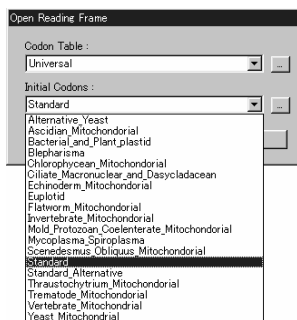 Open Reading Frame
Codon Table :
Universal
...
Initial Codons :
Standard
...
Alternative_Yeast
Ascidian_Mitochondrial
Bacterial_and_Plant_plastid
Blepharisma
Chlorophycean_Mitochondrial
Ciliate_Macronuclear_and_Dasycladacean
Echinoderm_Mitochondrial
Euplotid
Flatworm_Mitochondrial
Invertebrate_Mitochondrial
Mold_Protozoan_Coelenterate_Mitochondrial
Mycoplasma_Spiroplasma
Scenedesmus_Obliquus_Mitochondrial
Standard
Standard_Alternative
Thraustochytrium_Mitochondrial
Trematode_Mitochondrial
Vertebrate_Mitochondrial
Yeast_Mitochondrial